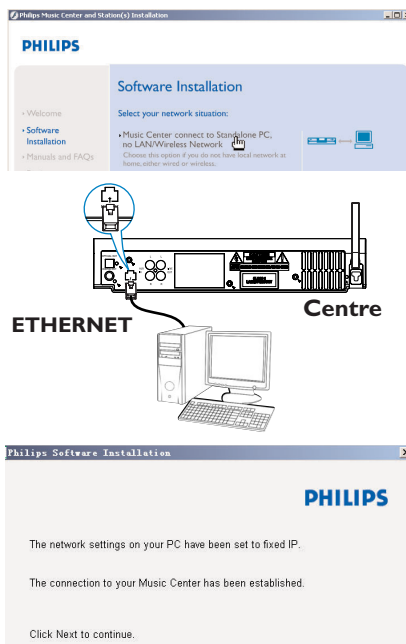 Philips Music Center and Station(s) Installation
PHILIPS
Software Installation
Select your network situation:
Welcome
Software
Installation
Manuals and FAQs
Music Center connect to Standalone PC,
no LAN/Wireless Network
Choose this option if you do not have local network at
home, either wired or wireless.
ETHERNET
Centre
Philips Software Installation
PHILIPS
The network settings on your PC have been set to fixed IP.
The connection to your Music Center has been established.
Click Next to continue.